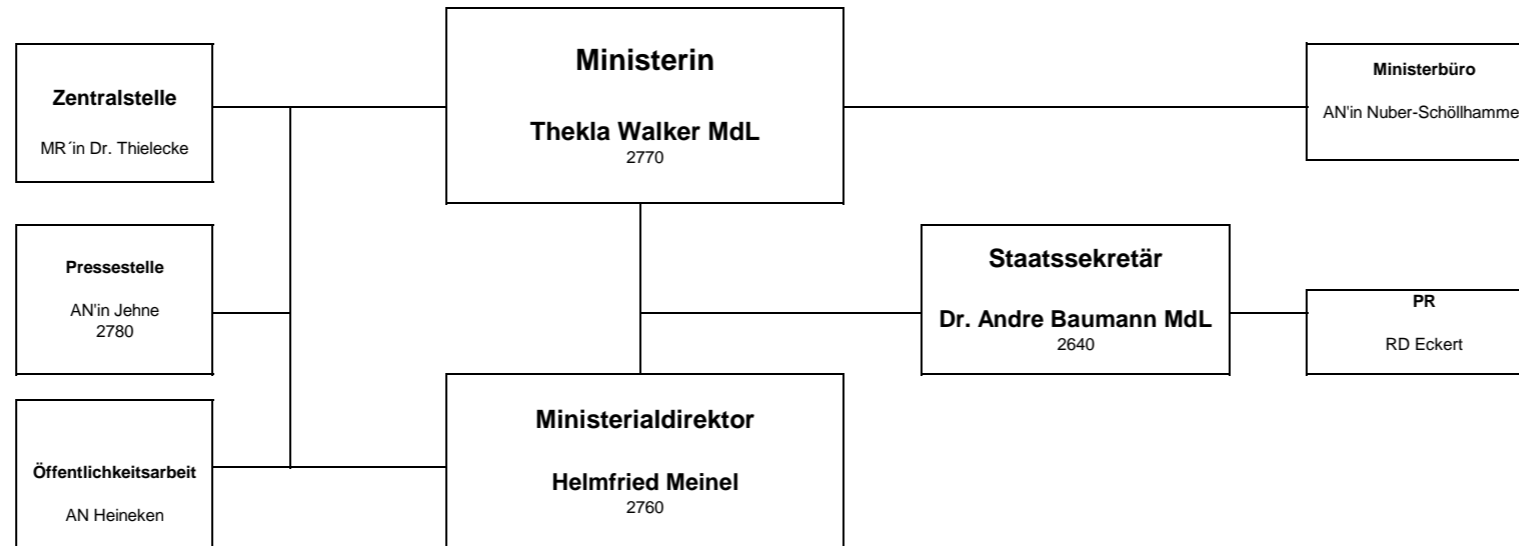 Ministerin
Thekla Walker MdL
2770
Zentralstelle
MR´in Dr. Thielecke
Ministerbüro
AN'in Nuber-Schöllhamme
Pressestelle
AN'in Jehne
2780
Staatssekretär
Dr. Andre Baumann MdL
2640
PR
RD Eckert
Öffentlichkeitsarbeit
AN Heineken
Ministerialdirektor
Helmfried Meinel
2760